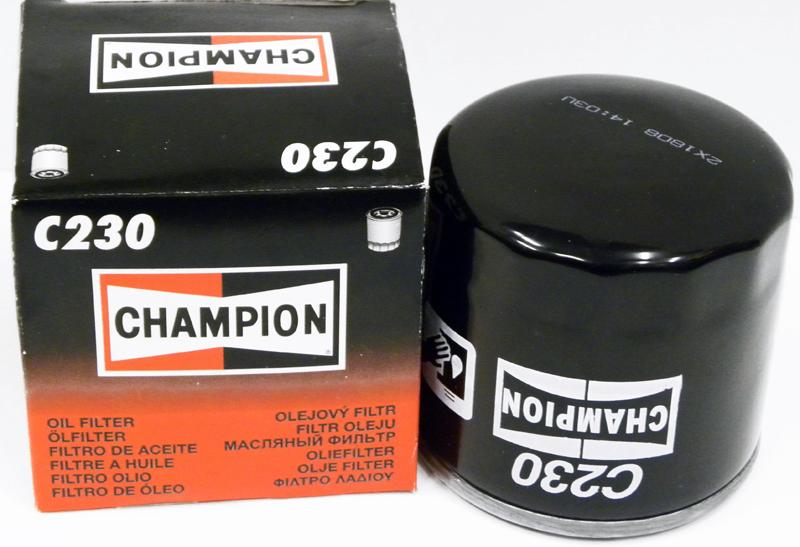 CHAMPION
C230
C230
CHAMPION
OIL FILTER
ÖLFILTER
FILTRO DE ACEITE
FILTRE A HUILE
FILTRO OLIO
FILTRO DE ÓLEO
OLEJOVÝ FILTR
FILTR OLEJU
МАСЛЯНЫЙ ФИЛЬТР
OLIEFILTER
OLJE FILTER
ΦΙΛΤΡΟ ΛΑΔΙΟΥ
2X1808 14:03U
CHAMPION
C230